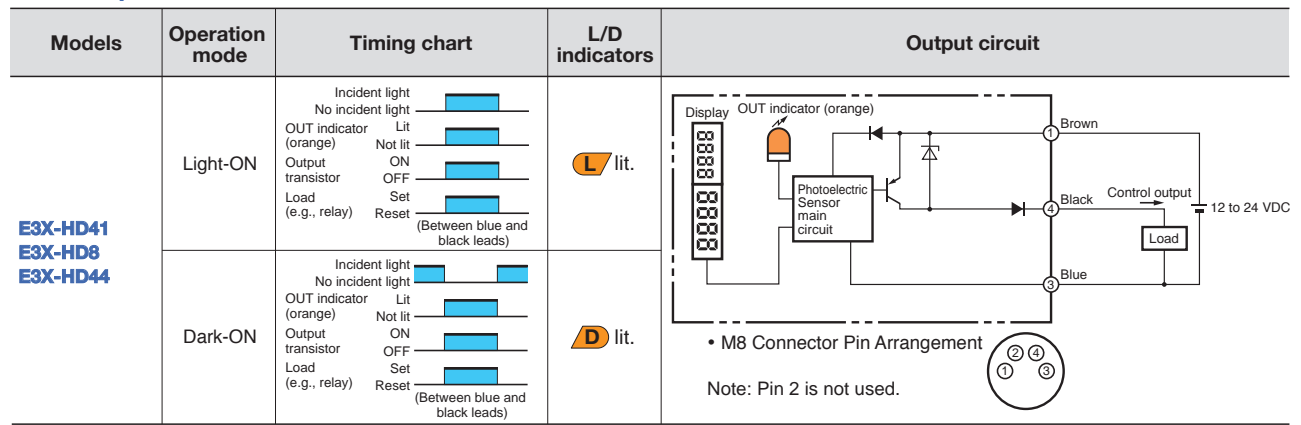 Models
Operation
mode
Timing chart
L/D
indicators
Output circuit
E3X-HD41
E3X-HD8
E3X-HD44
Light-ON
Incident light
No incident light
OUT indicator
(orange)
Lit
Not lit
Output
transistor
ON
OFF
Load
(e.g., relay)
Set
Reset
(Between blue and
black leads)
L lit.
Dark-ON
Incident light
No incident light
OUT indicator
(orange)
Lit
Not lit
Output
transistor
ON
OFF
Load
(e.g., relay)
Set
Reset
(Between blue and
black leads)
D lit.
Display
OUT indicator (orange)
8888
8888
Photoelectric
Sensor
main
circuit
1 Brown
4 Black
Control output
Load
12 to 24 VDC
3 Blue
• M8 Connector Pin Arrangement
2 4
1 3
Note: Pin 2 is not used.